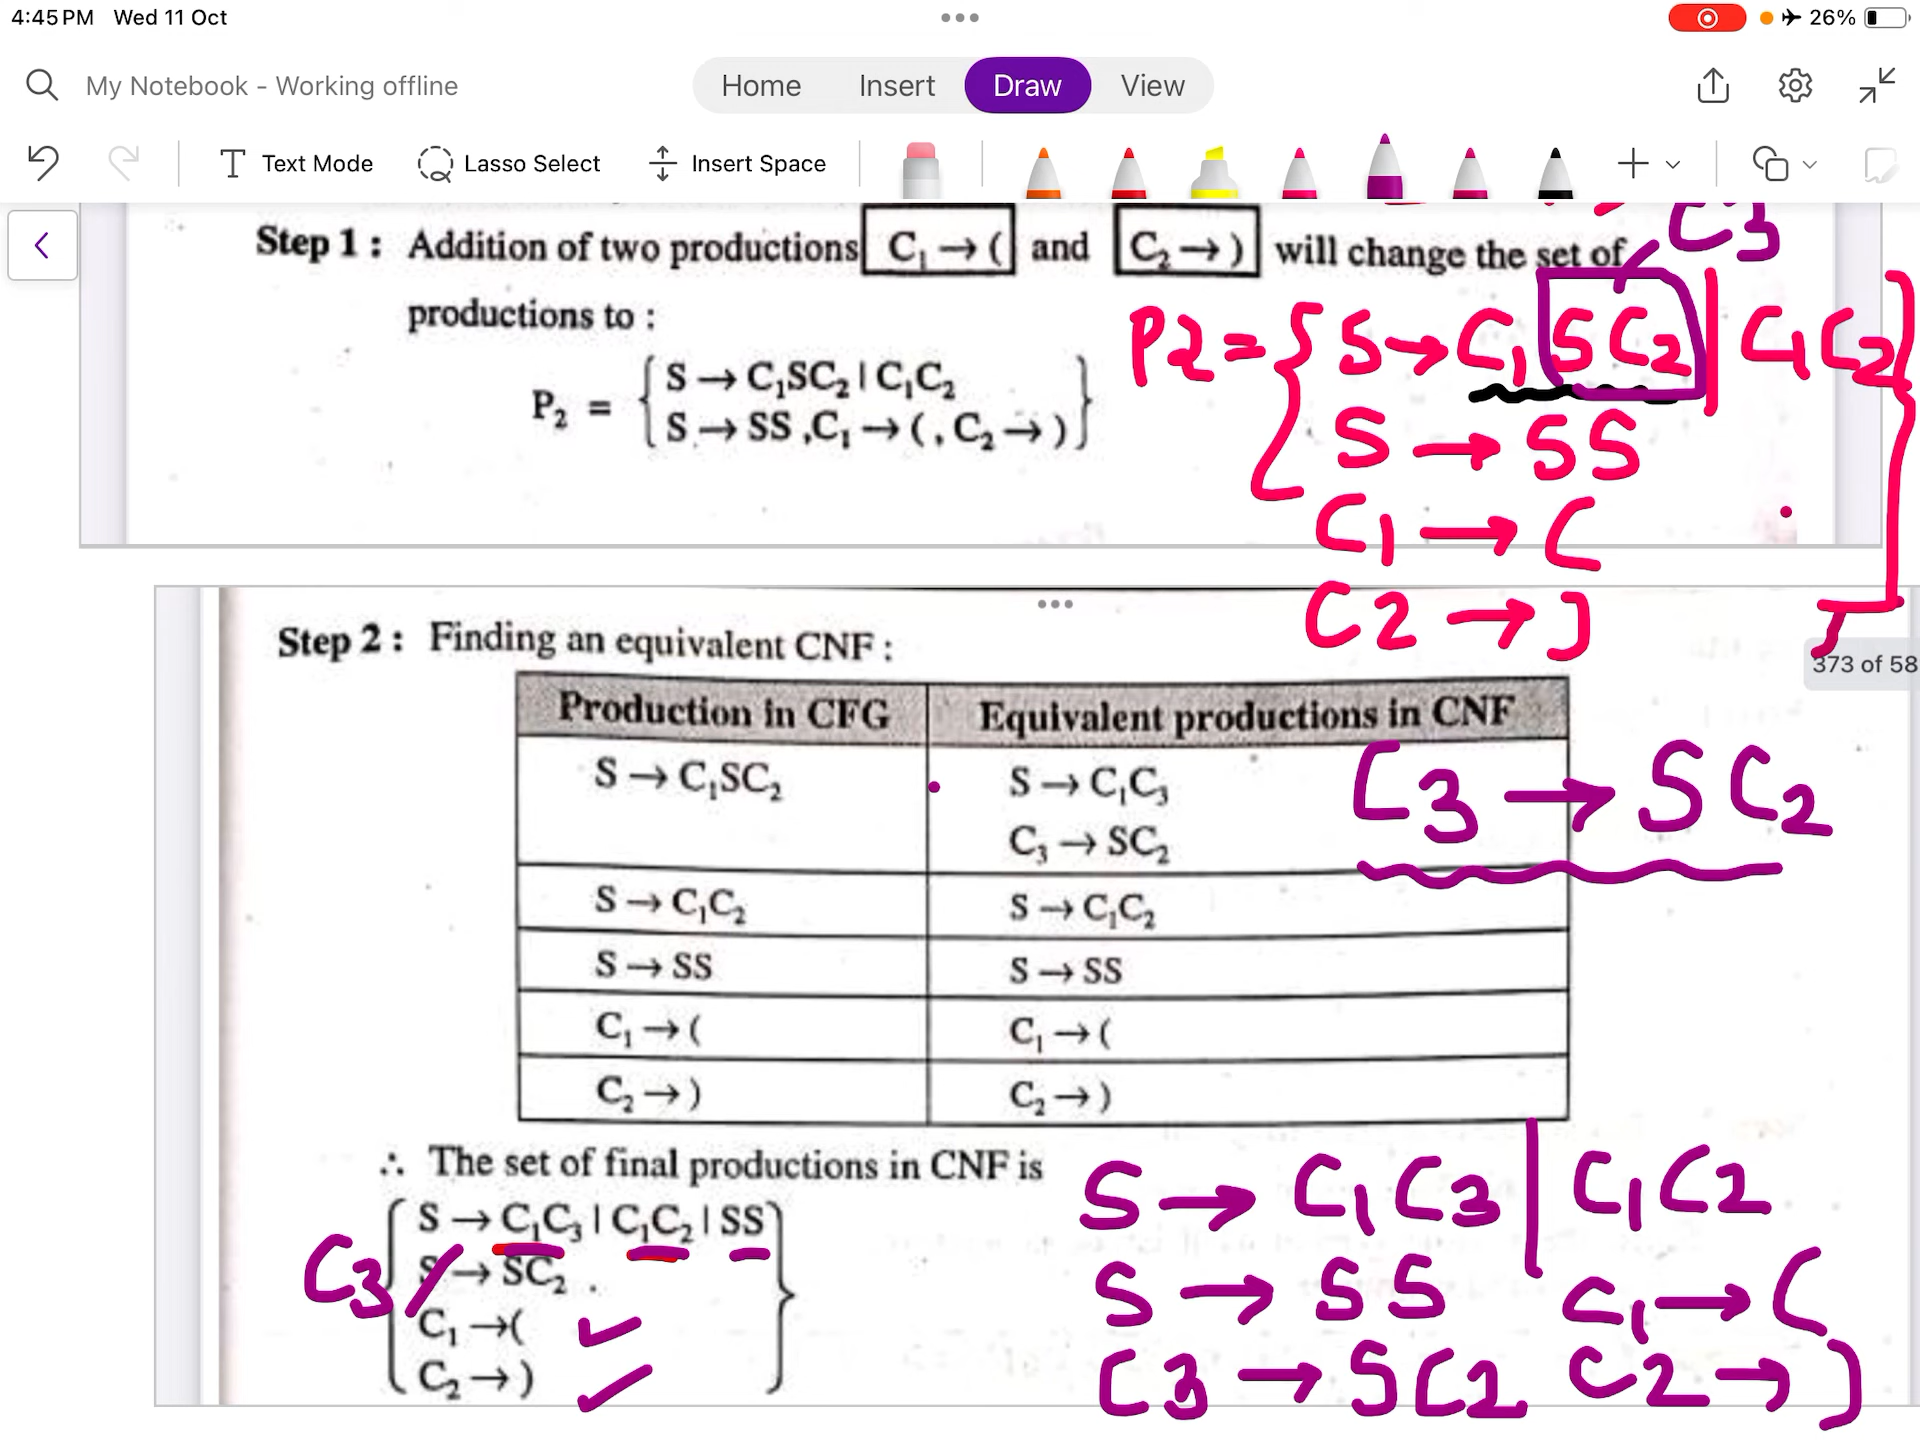 4:45 PM Wed 11 Oct
26%
My Notebook - Working offline
Home Insert Draw View
Text Mode Lasso Select Insert Space
Step 1 : Addition of two productions C₁ → ( and C₂ → ) will change the set of
productions to :
C3
P₂ = { S → C₁SC₂ | C₁C₂
S → SS , C₁ → ( , C₂ → ) }
P2 = { S → C1 S C2 | C1 C2 }
S → SS
C1 → (
C2 → )
Step 2 : Finding an equivalent CNF :
373 of 58
Production in CFG Equivalent productions in CNF
S → C₁SC₂ S → C₁C₃
C₃ → SC₂
C3 → SC2
S → C₁C₂ S → C₁C₂
S → SS S → SS
C₁ → ( C₁ → (
C₂ → ) C₂ → )
∴ The set of final productions in CNF is
S → C₁C₃ | C₁C₂ | SS
C3 S → SC₂ .
C₁ → (
C₂ → )
S → C1 C3 | C1 C2
S → SS C1 → (
C3 → SC2 C2 → )